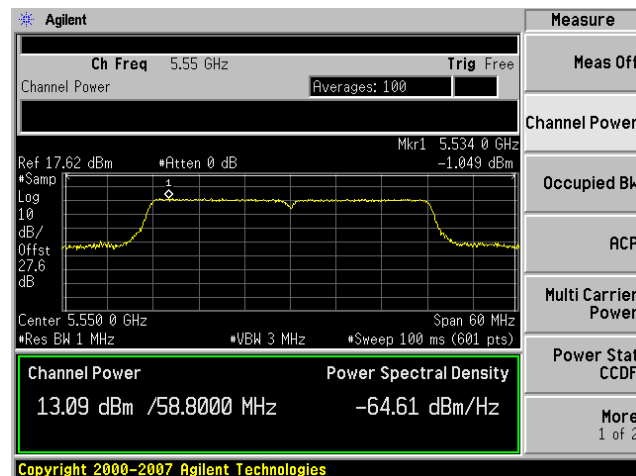 Agilent
Measure
Ch Freq 5.55 GHz Trig Free
Channel Power Averages: 100
Mkr1 5.534 0 GHz
Ref 17.62 dBm #Atten 0 dB -1.049 dBm
#Samp
Log
10
dB/
Offst
27.6
dB
1
Center 5.550 0 GHz Span 60 MHz
#Res BW 1 MHz #VBW 3 MHz #Sweep 100 ms (601 pts)
Channel Power Power Spectral Density
13.09 dBm /58.8000 MHz -64.61 dBm/Hz
Copyright 2000-2007 Agilent Technologies
Meas Off
Channel Power
Occupied BW
ACP
Multi Carrier
Power
Power Stat
CCDF
More
1 of 2